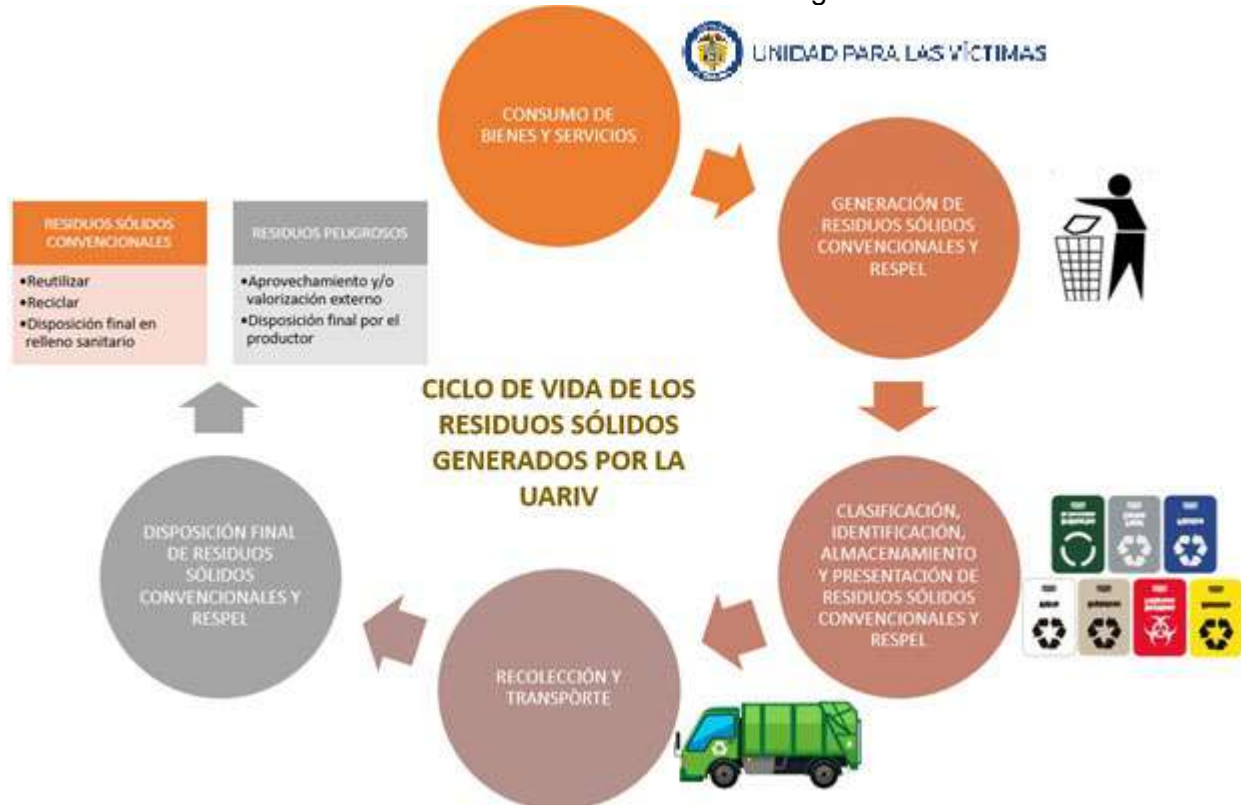 UNIDAD PARA LAS VÍCTIMAS
CONSUMO DE
BIENES Y SERVICIOS
GENERACIÓN DE
RESIDUOS SÓLIDOS
CONVENCIONALES Y
RESPEL
RESIDUOS SÓLIDOS
CONVENCIONALES
•Reutilizar
•Reciclar
•Disposición final en
relleno sanitario
RESIDUOS PELIGROSOS
•Aprovechamiento y/o
valorización externo
•Disposición final por el
productor
CICLO DE VIDA DE LOS
RESIDUOS SÓLIDOS
GENERADOS POR LA
UARIV
CLASIFICACIÓN,
IDENTIFICACIÓN,
ALMACENAMIENTO
Y PRESENTACIÓN DE
RESIDUOS SÓLIDOS
CONVENCIONALES Y
RESPEL
RECOLECCIÓN Y
TRANSPÒRTE
DISPOSICIÓN FINAL
DE RESIDUOS
SÓLIDOS
CONVENCIONALES Y
RESPEL